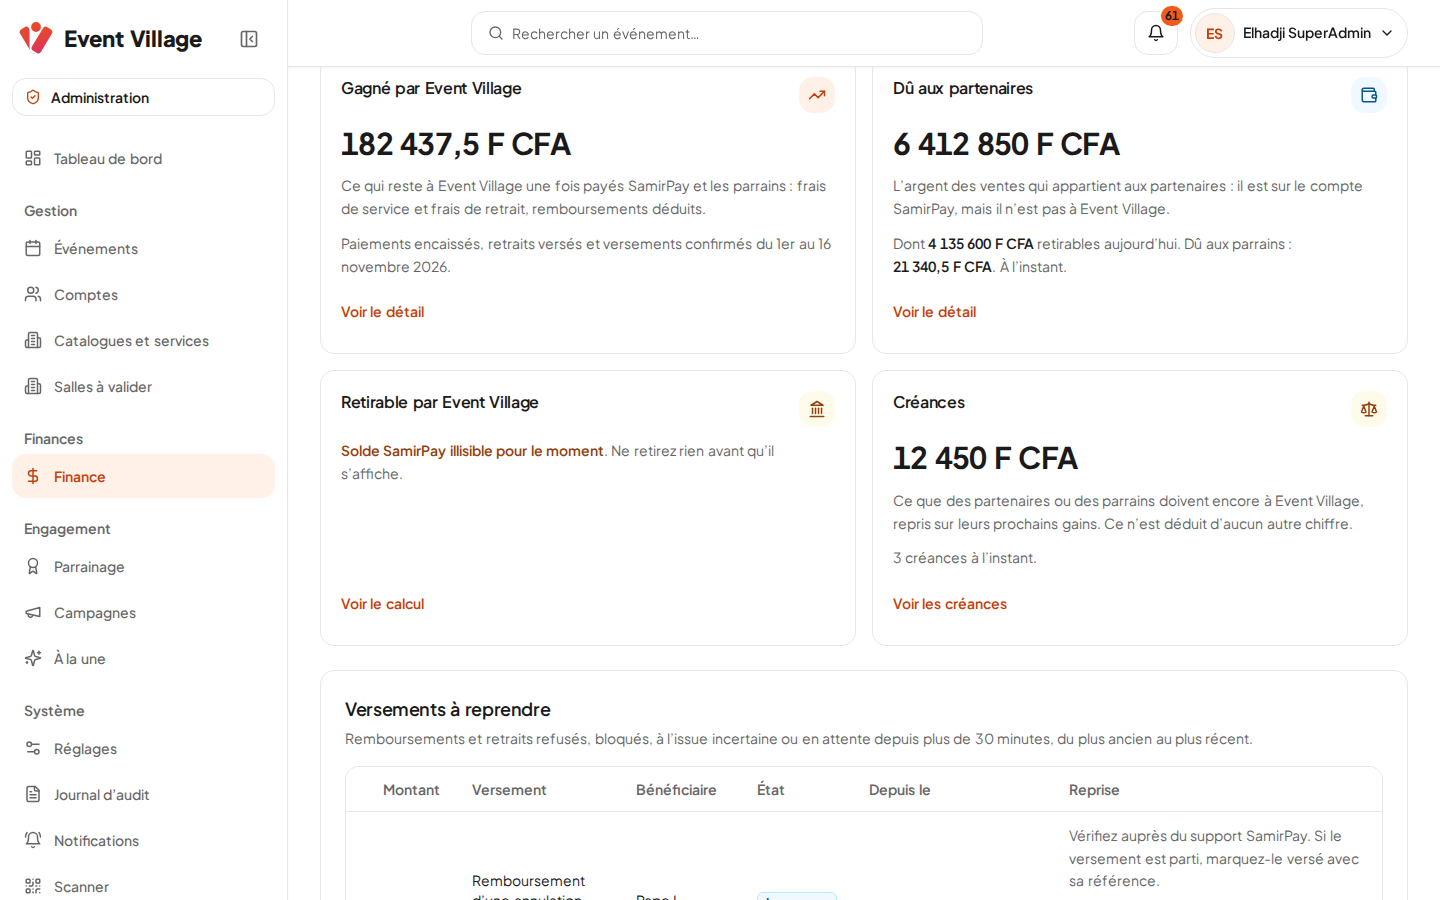 Event Village
Rechercher un événement...
61
ES
Elhadji SuperAdmin
Administration
Tableau de bord
Gestion
Événements
Comptes
Catalogues et services
Salles à valider
Finances
Finance
Engagement
Parrainage
Campagnes
À la une
Système
Réglages
Journal d'audit
Notifications
Scanner
Gagné par Event Village
182 437,5 F CFA
Ce qui reste à Event Village une fois payés SamirPay et les parrains : frais
de service et frais de retrait, remboursements déduits.
Paiements encaissés, retraits versés et versements confirmés du 1er au 16
novembre 2026.
Voir le détail
Dû aux partenaires
6 412 850 F CFA
L'argent des ventes qui appartient aux partenaires : il est sur le compte
SamirPay, mais il n'est pas à Event Village.
Dont 4 135 600 F CFA retirables aujourd'hui. Dû aux parrains :
21 340,5 F CFA. À l'instant.
Voir le détail
Retirable par Event Village
Solde SamirPay illisible pour le moment. Ne retirez rien avant qu'il
s'affiche.
Voir le calcul
Créances
12 450 F CFA
Ce que des partenaires ou des parrains doivent encore à Event Village,
repris sur leurs prochains gains. Ce n'est déduit d'aucun autre chiffre.
3 créances à l'instant.
Voir les créances
Versements à reprendre
Remboursements et retraits refusés, bloqués, à l'issue incertaine ou en attente depuis plus de 30 minutes, du plus ancien au plus récent.
Montant Versement Bénéficiaire État Depuis le Reprise
Vérifiez auprès du support SamirPay. Si le
versement est parti, marquez-le versé avec
sa référence.
Remboursement